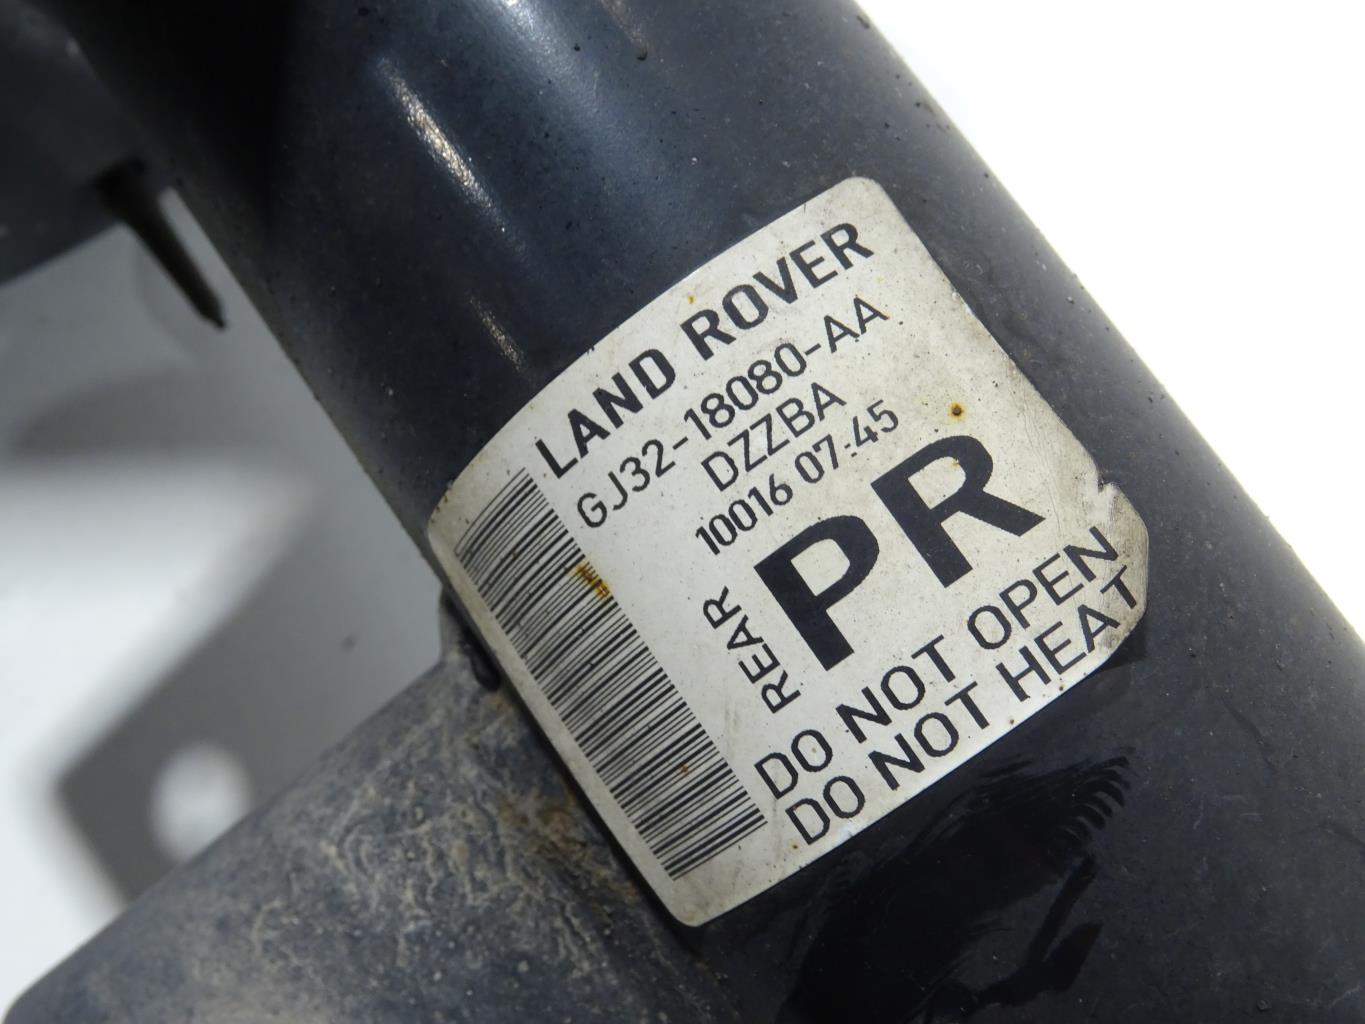 LAND ROVER
GJ32-18080-AA
DZZBA
10016 07:45
REAR
PR
DO NOT OPEN
DO NOT HEAT